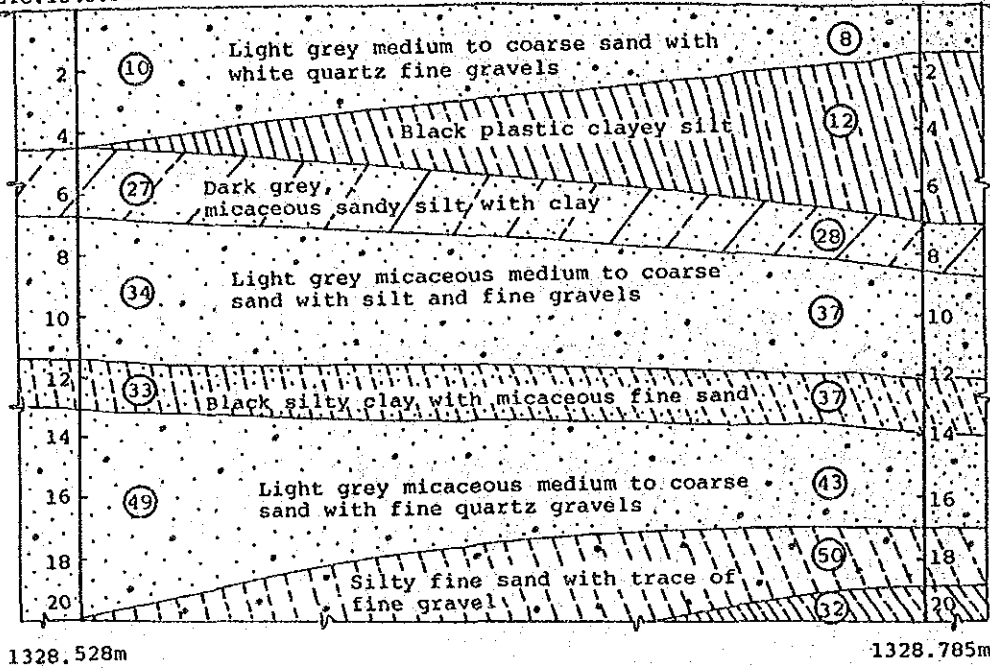 Light grey medium to coarse sand with
white quartz fine gravels
10
8
2
2
12
4
Black plastic clayey silt
4
27
Dark grey,
micaceous sandy silt with clay
6
6
28
8
8
Light grey micaceous medium to coarse
sand with silt and fine gravels
34
37
10
10
12
12
33
Black silty clay with micaceous fine sand
37
14
14
Light grey micaceous medium to coarse
sand with fine quartz gravels
49
43
16
16
50
18
18
Silty fine sand with trace of
fine gravel
20
32
20
1328.528m
1328.785m